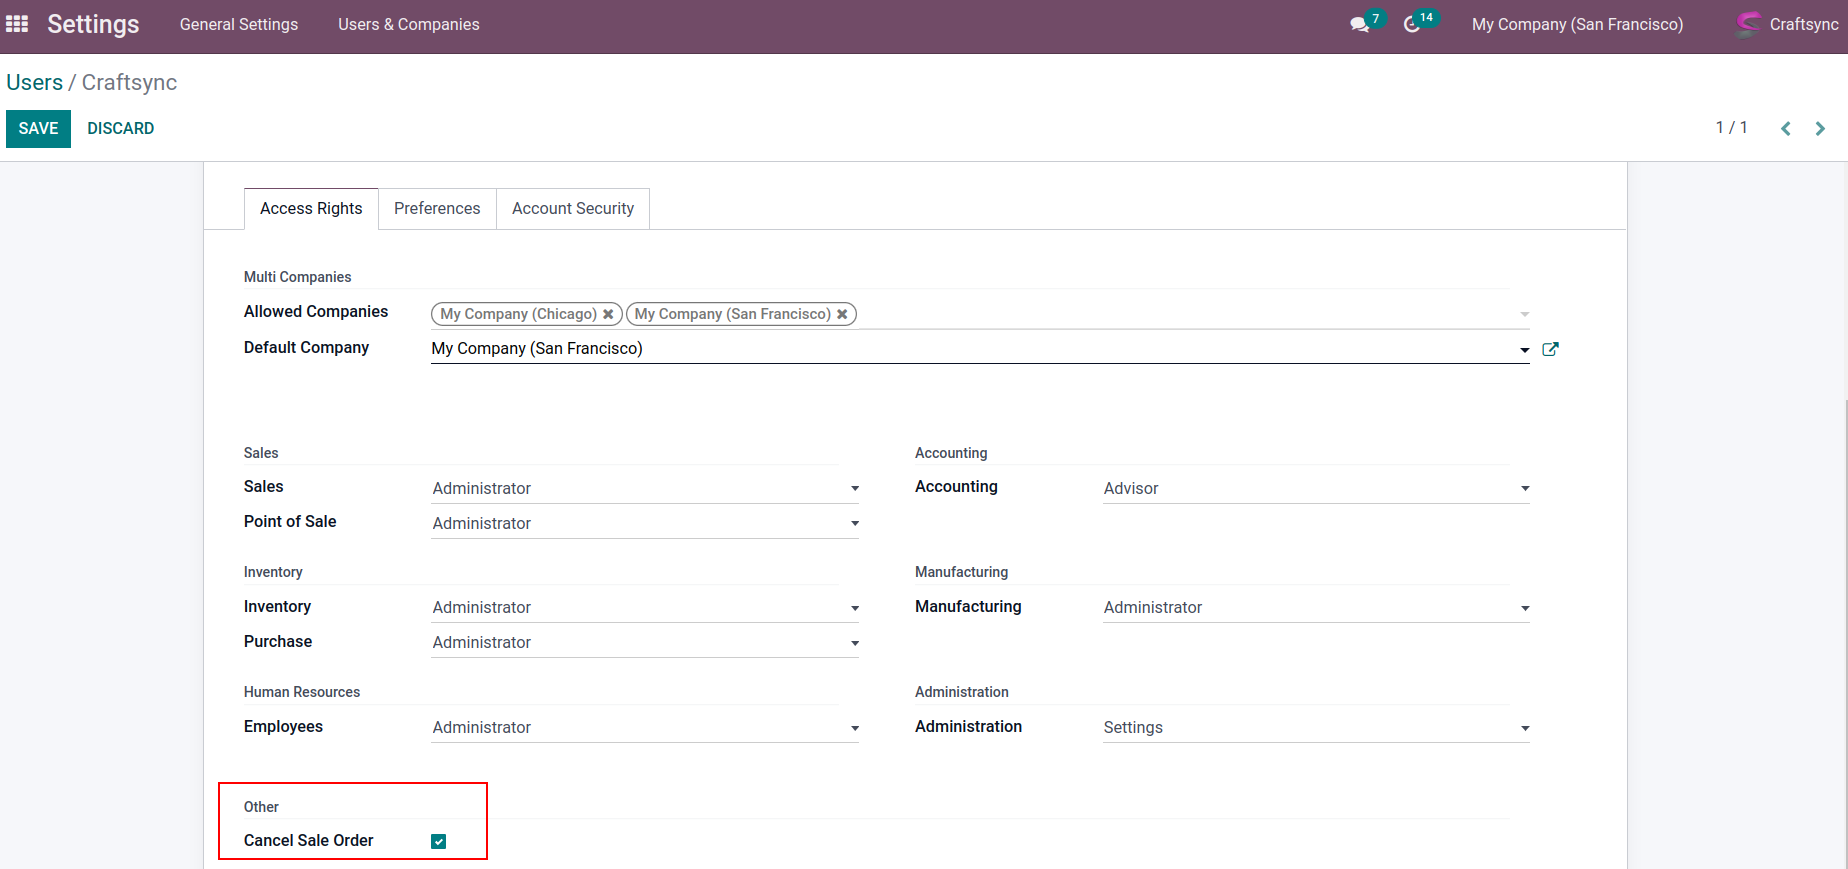 Settings General Settings Users & Companies 7 14 My Company (San Francisco) Craftsync
Users / Craftsync
SAVE DISCARD 1 / 1
Access Rights Preferences Account Security
Multi Companies
Allowed Companies My Company (Chicago) ✖ My Company (San Francisco) ✖
Default Company My Company (San Francisco)
Sales Accounting
Sales Administrator Accounting Advisor
Point of Sale Administrator
Inventory Manufacturing
Inventory Administrator Manufacturing Administrator
Purchase Administrator
Human Resources Administration
Employees Administrator Administration Settings
Other
Cancel Sale Order